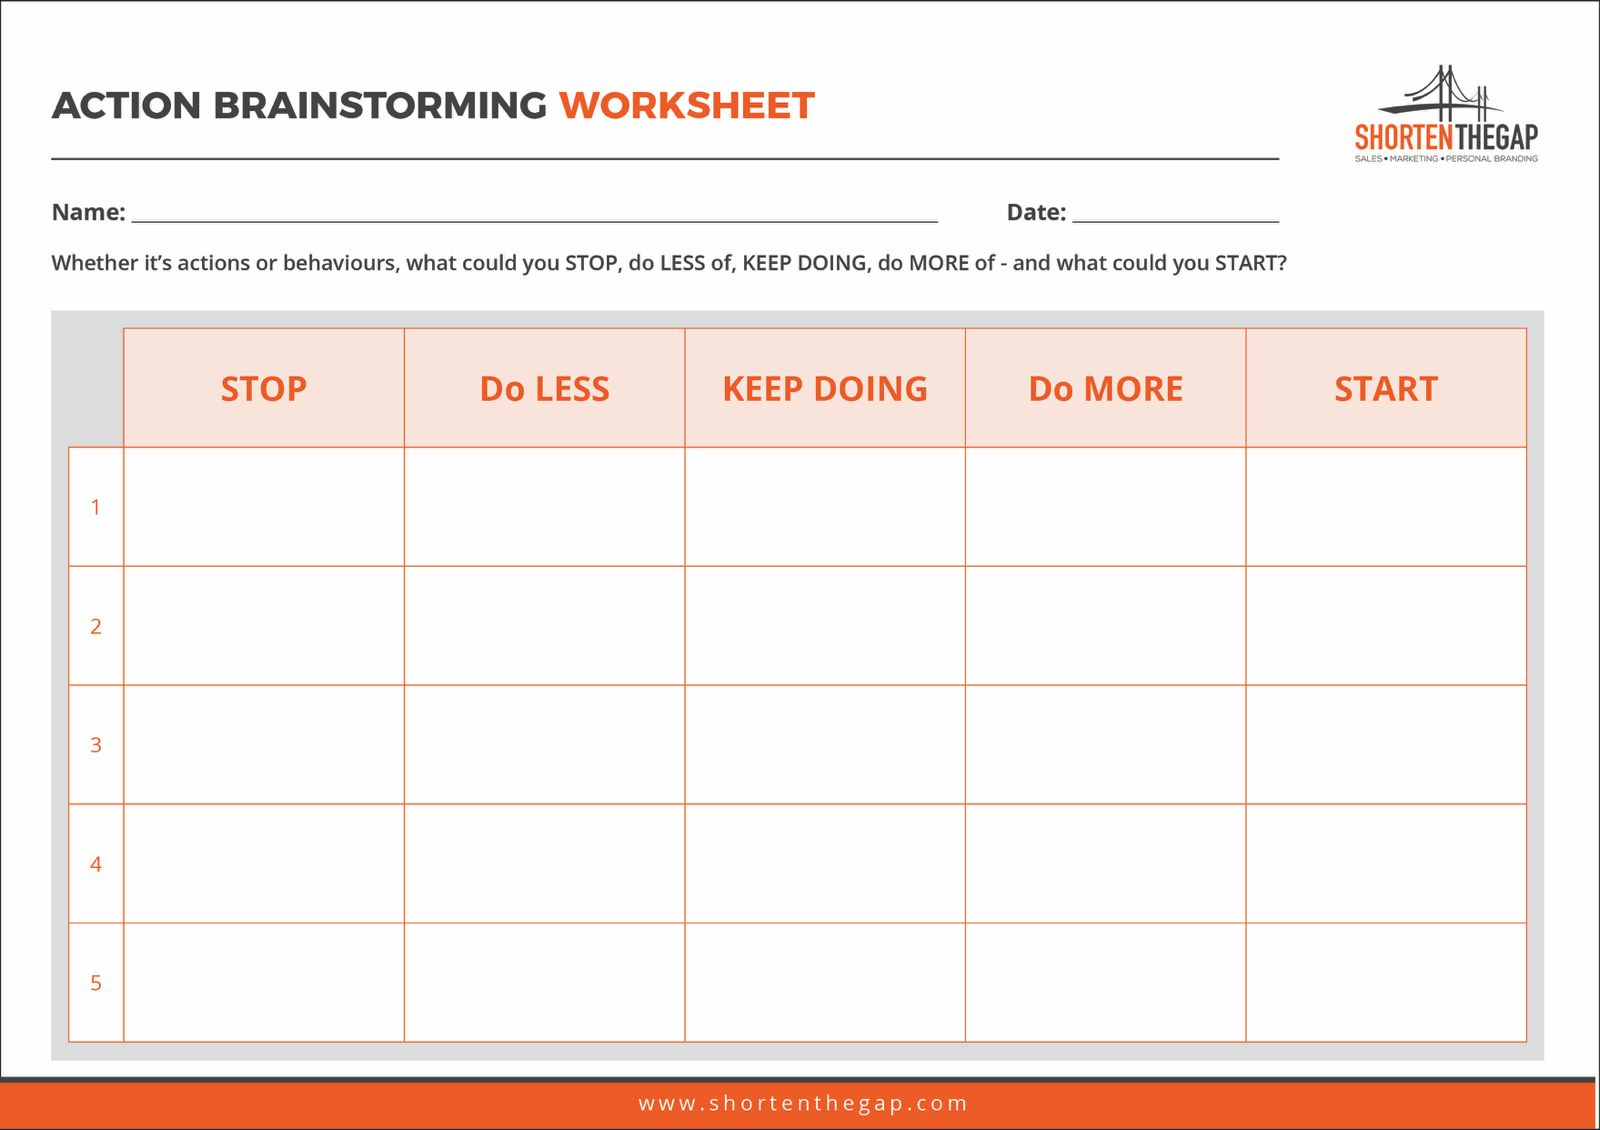 ACTION BRAINSTORMING WORKSHEET
SHORTENTHEGAP
SALES • MARKETING • PERSONAL BRANDING
Name: Date:
Whether it’s actions or behaviours, what could you STOP, do LESS of, KEEP DOING, do MORE of - and what could you START?
STOP Do LESS KEEP DOING Do MORE START
1
2
3
4
5
www.shortenthegap.com